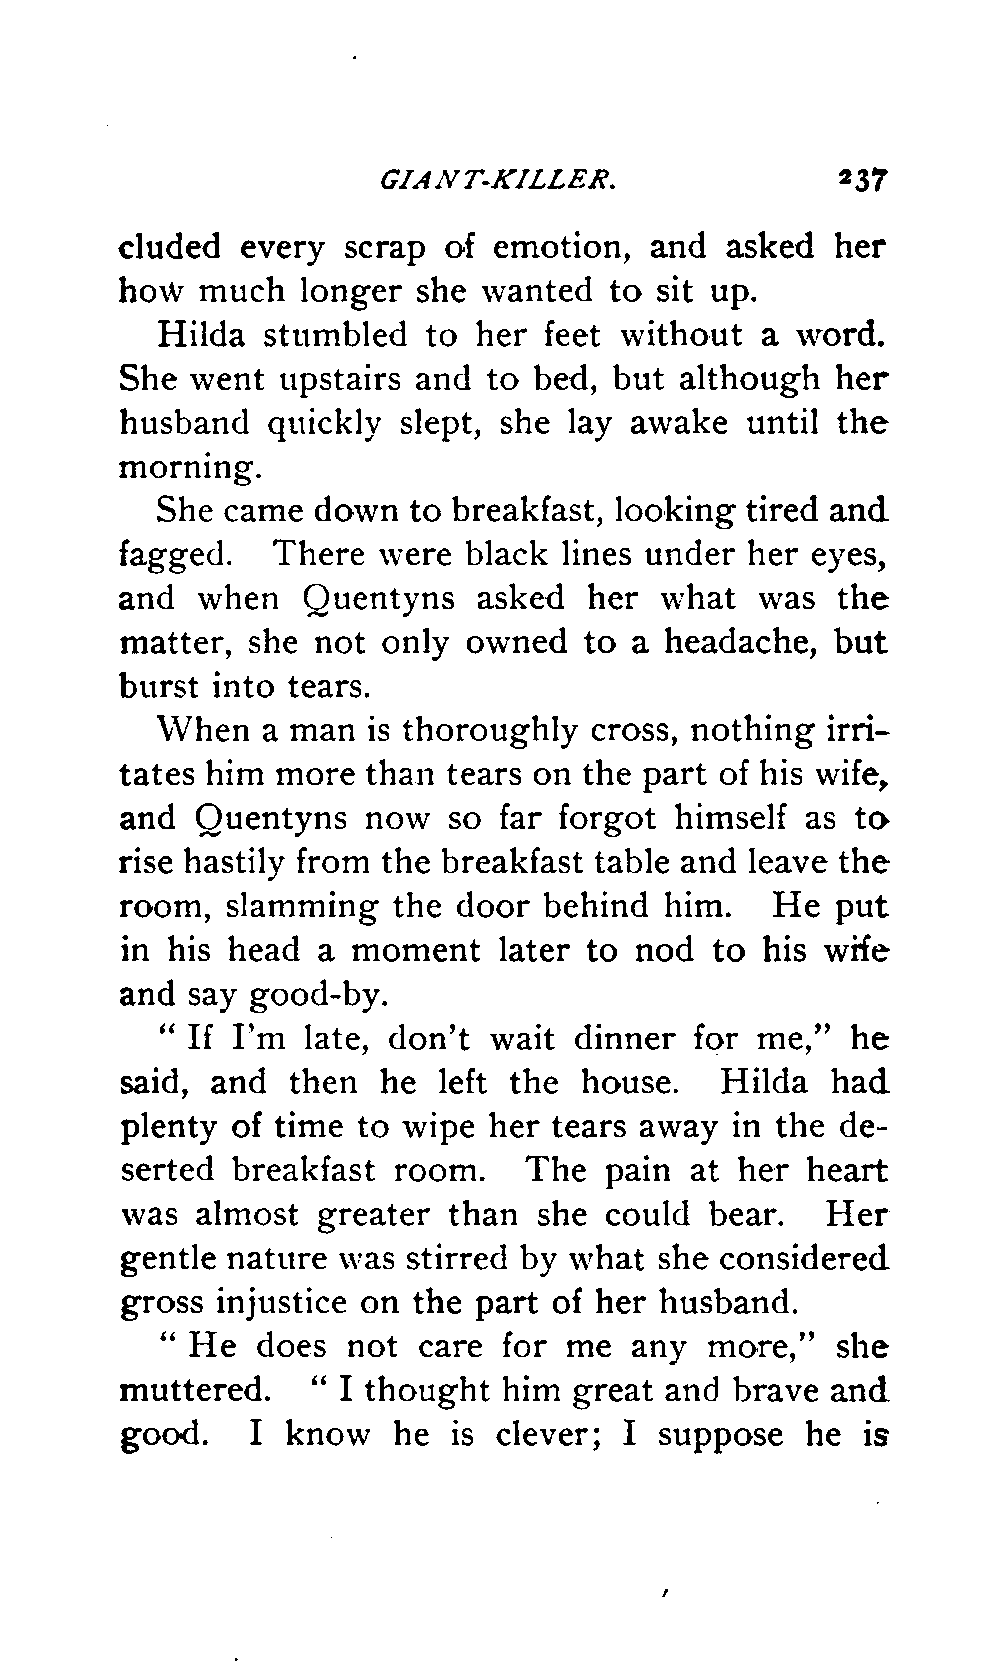 GIANT-KILLER. 237
cluded every scrap of emotion, and asked her
how much longer she wanted to sit up.
Hilda stumbled to her feet without a word.
She went upstairs and to bed, but although her
husband quickly slept, she lay awake until the
morning.
She came down to breakfast, looking tired and
fagged. There were black lines under her eyes,
and when Quentyns asked her what was the
matter, she not only owned to a headache, but
burst into tears.
When a man is thoroughly cross, nothing irri-
tates him more than tears on the part of his wife,
and Quentyns now so far forgot himself as to
rise hastily from the breakfast table and leave the
room, slamming the door behind him. He put
in his head a moment later to nod to his wife
and say good-by.
" If I'm late, don't wait dinner for me," he
said, and then he left the house. Hilda had
plenty of time to wipe her tears away in the de-
serted breakfast room. The pain at her heart
was almost greater than she could bear. Her
gentle nature was stirred by what she considered
gross injustice on the part of her husband.
" He does not care for me any more," she
muttered. " I thought him great and brave and
good. I know he is clever; I suppose he is